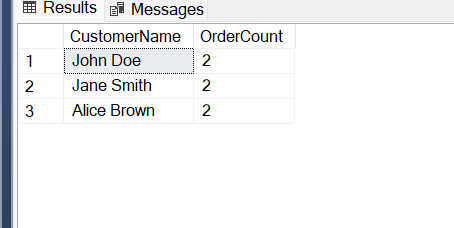 Results Messages
CustomerName OrderCount
1 John Doe 2
2 Jane Smith 2
3 Alice Brown 2